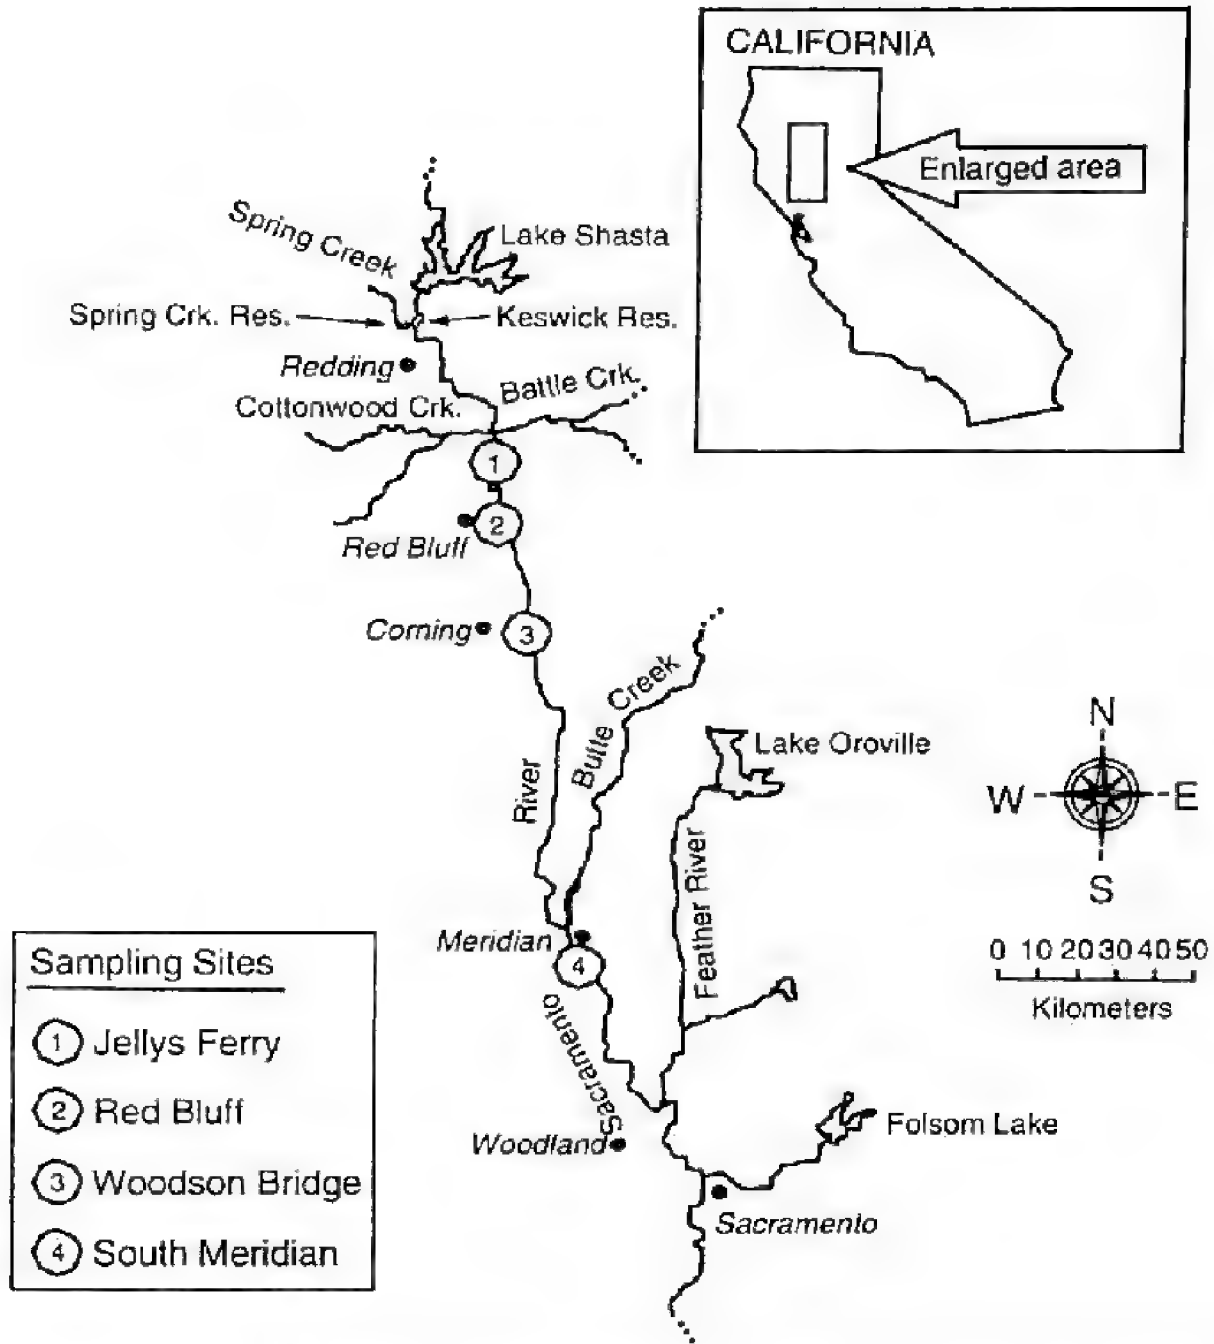 CALIFORNIA
Enlarged area
Spring Creek
Lake Shasta
Spring Crk. Res.
Keswick Res.
Redding
Battle Crk.
Cottonwood Crk.
1
2
Red Bluff
Corning
3
Butte Creek
River
Lake Oroville
Feather River
N
W
E
S
Meridian
4
Sacramento
0 10 20 30 40 50
Kilometers
Sampling Sites
1 Jellys Ferry
2 Red Bluff
3 Woodson Bridge
4 South Meridian
Woodland
Folsom Lake
Sacramento